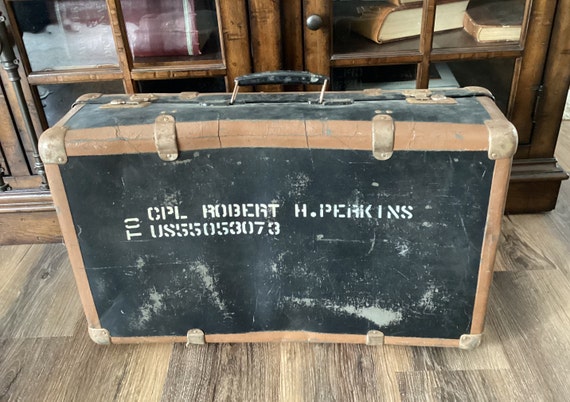 TO
CPL ROBERT H. PERKINS
US55053073